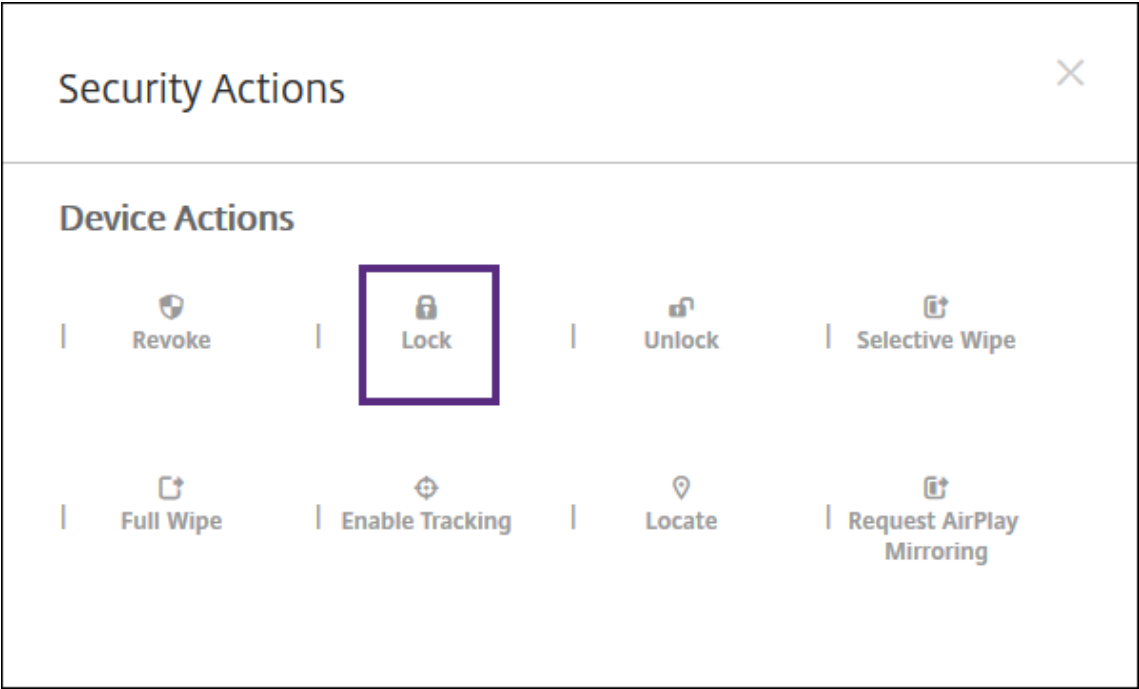 Security Actions
Device Actions
Revoke
Lock
Unlock
Selective Wipe
Full Wipe
Enable Tracking
Locate
Request AirPlay
Mirroring